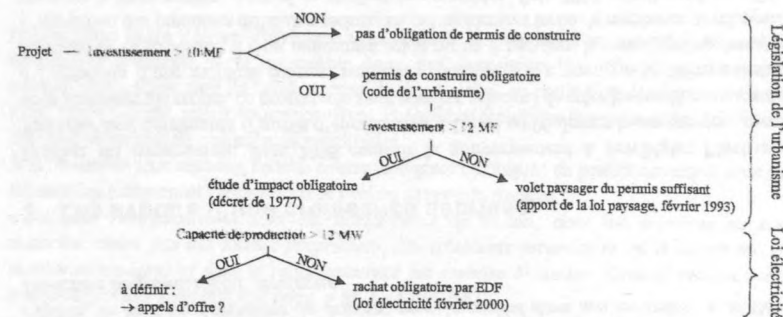 NON
pas d'obligation de permis de construire
Projet — investissement > 10 MF
permis de construire obligatoire
OUI
(code de l'urbanisme)
investissement > 12 MF
OUI
NON
étude d'impact obligatoire
(décret de 1977)
volet paysager du permis suffisant
(apport de la loi paysage, février 1993)
Capacité de production > 12 MW
OUI
NON
à définir :
→ appels d'offre ?
rachat obligatoire par EDF
(loi électricité février 2000)
Législation de l'urbanisme
Loi électricité